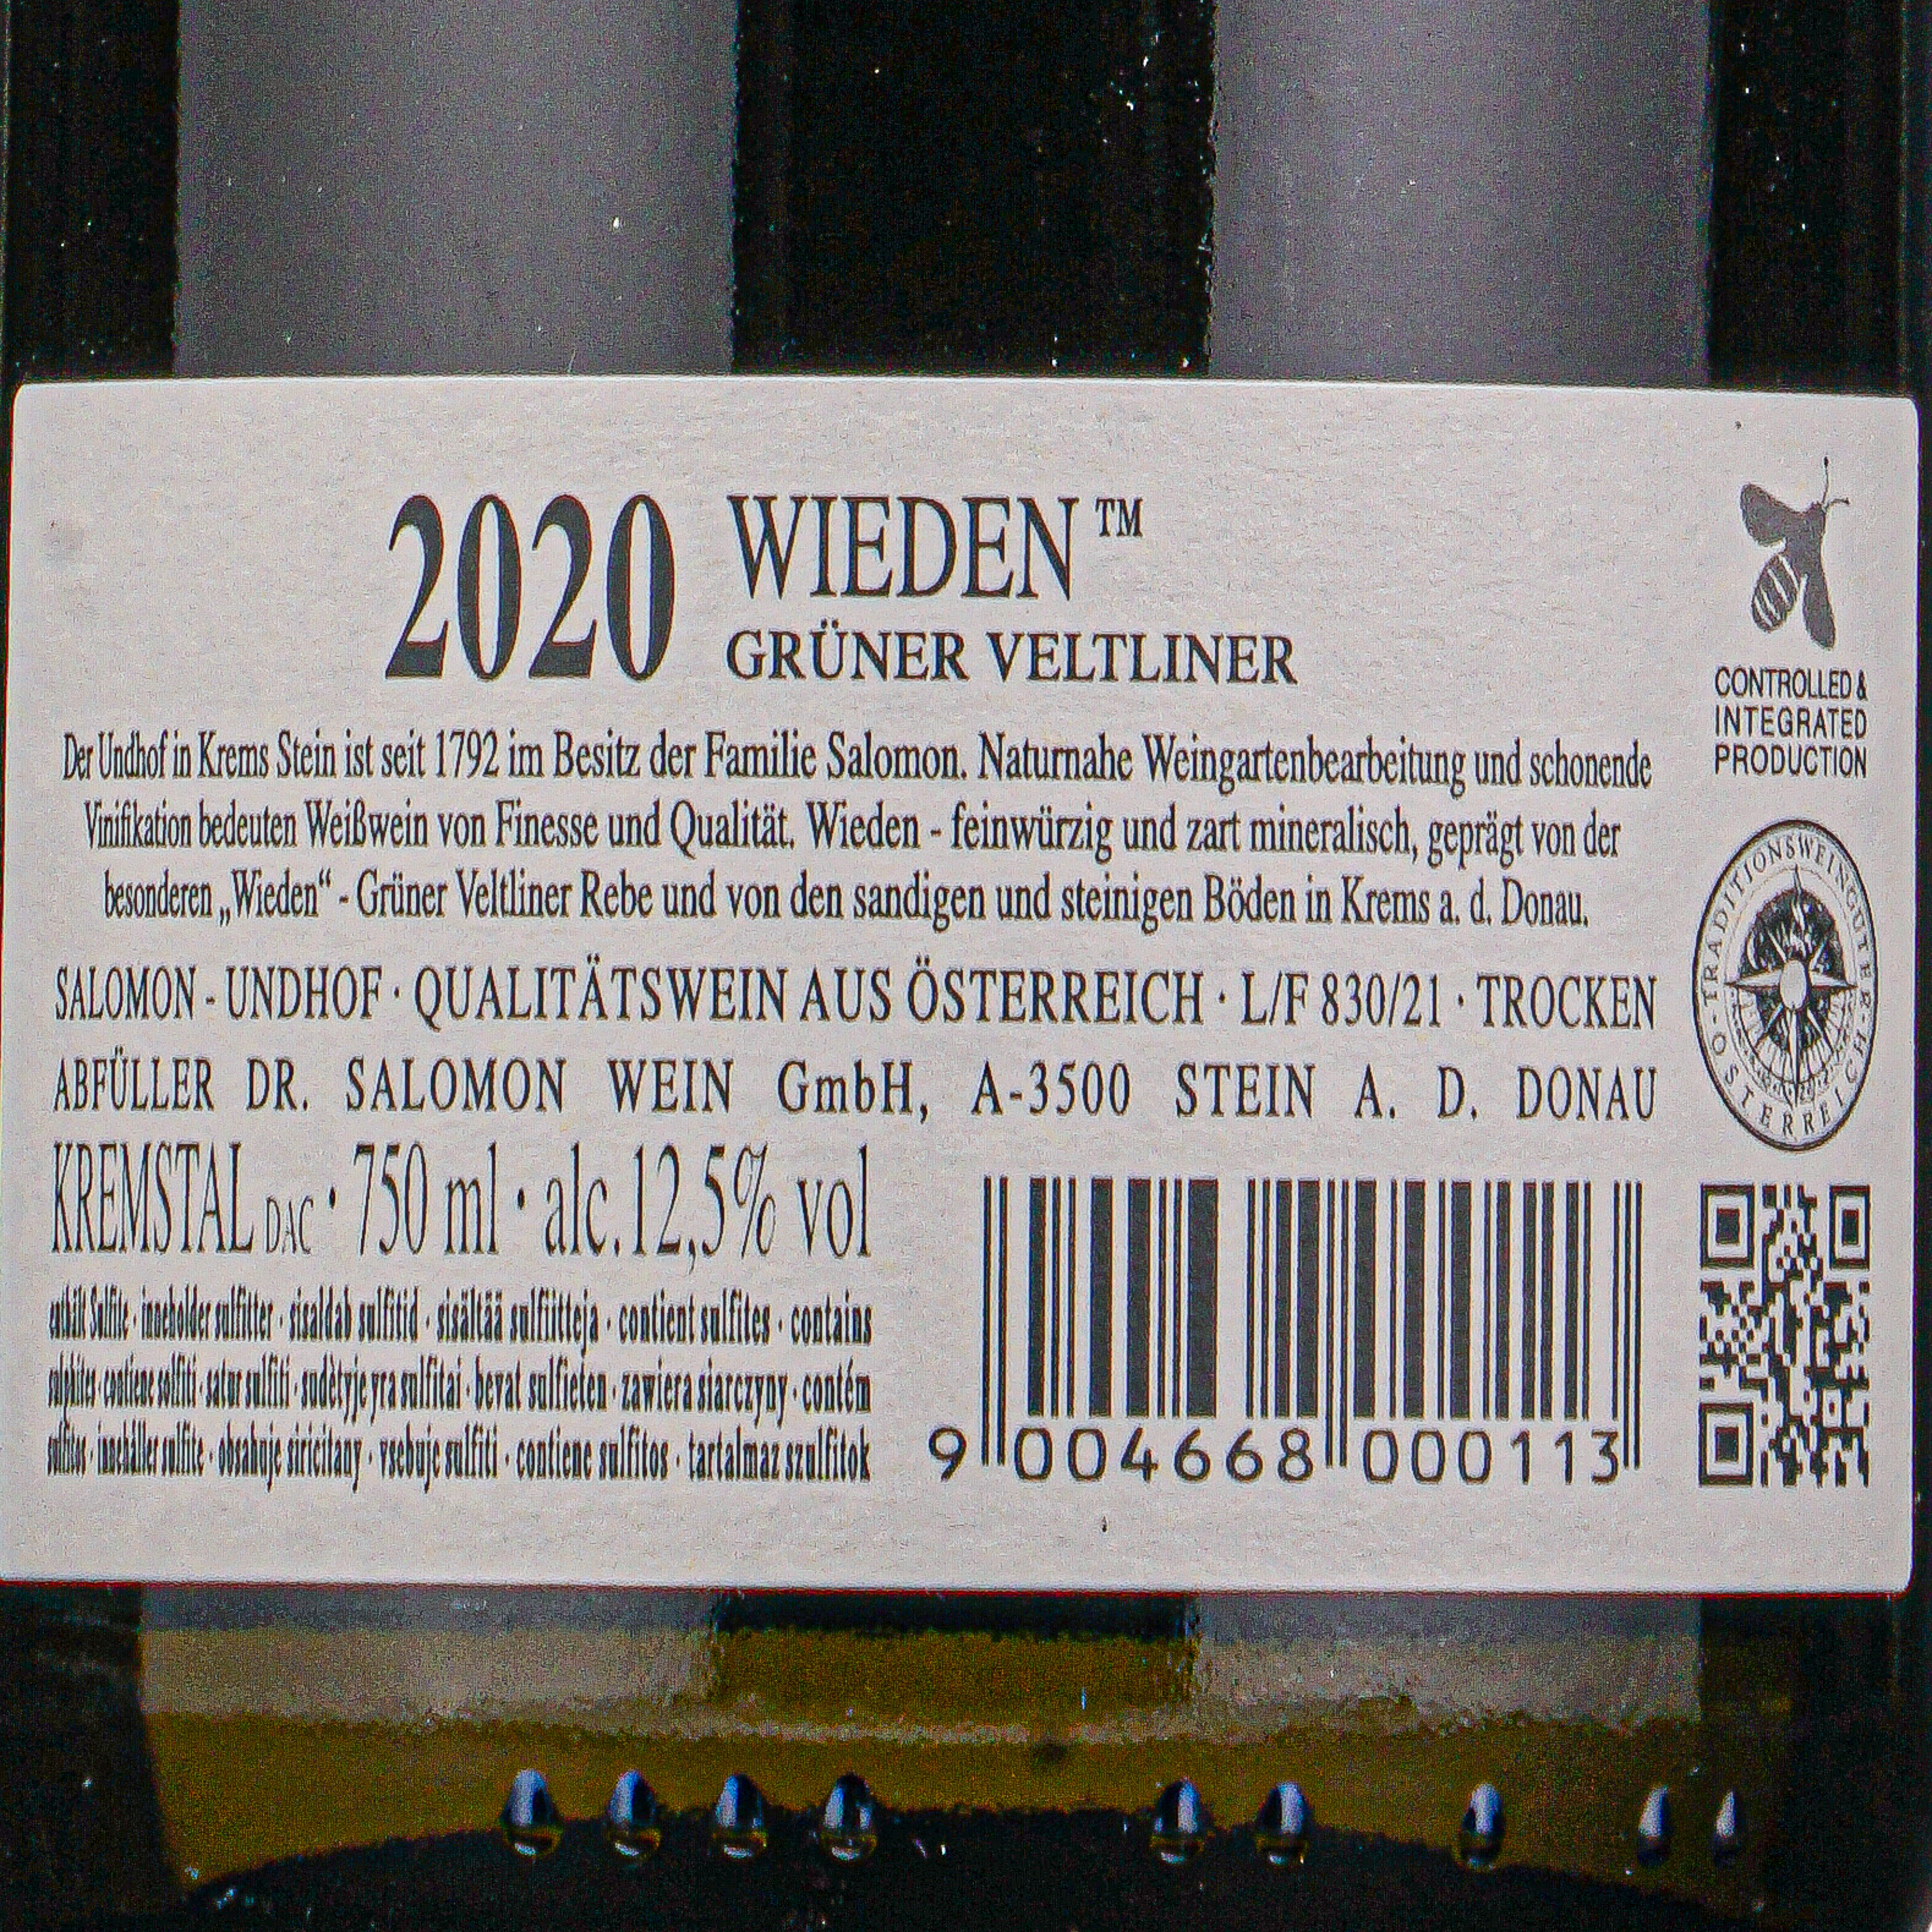 2020 WIEDEN™
GRÜNER VELTLINER
Der Undhof in Krems Stein ist seit 1792 im Besitz der Familie Salomon. Naturnahe Weingartenbearbeitung und schonende
Vinifikation bedeuten Weißwein von Finesse und Qualität. Wieden - feinwürzig und zart mineralisch, geprägt von der
besonderen „Wieden“ - Grüner Veltliner Rebe und von den sandigen und steinigen Böden in Krems a. d. Donau.
SALOMON - UNDHOF · QUALITÄTSWEIN AUS ÖSTERREICH · L/F 830/21 · TROCKEN
ABFÜLLER DR. SALOMON WEIN GmbH, A-3500 STEIN A. D. DONAU
KREMSTAL DAC · 750 ml · alc.12,5% vol
enthält Sulfite · inneholder sulfitter · sisaldab sulfitid · sisältää sulfiitteja · contient sulfites · contains
sulphites · contiene solfiti · satur sulfiti · sudėtyje yra sulfitai · bevat sulfieten · zawiera siarczyny · contém
sulfitos · innehåller sulfite · obsahuje siricitany · vsebuje sulfiti · contiene sulfitos · tartalmaz szulfitok
9 004668 000113
CONTROLLED &
INTEGRATED
PRODUCTION
TRADITIONSWEINGÜTER
ÖSTERREICH